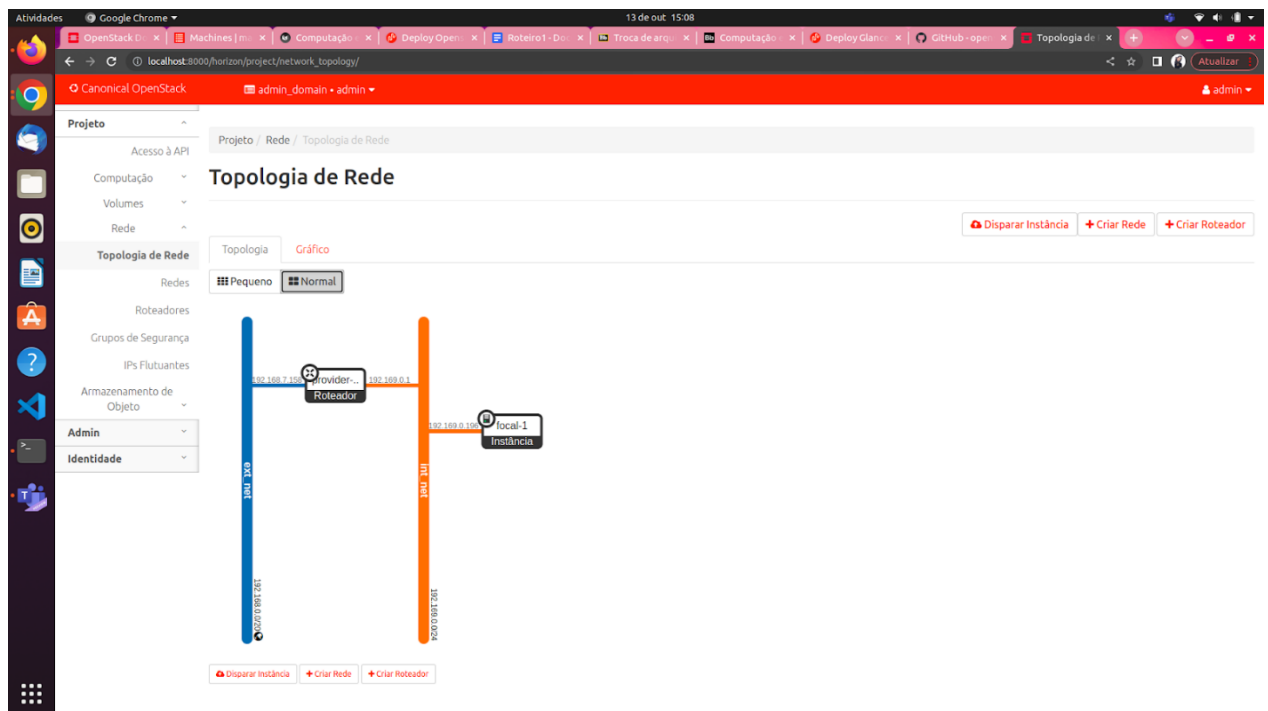 Atividades
Google Chrome
13 de out 15:08
OpenStack D
Machines | m
Computação
Deploy Open
Roteiro1 - Do
Troca de arqu
Computação
Deploy Glanc
GitHub - open
Topologia de
localhost:8000/horizon/project/network_topology/
Atualizar
Canonical OpenStack
admin_domain • admin
admin
Projeto
Acesso à API
Computação
Volumes
Rede
Topologia de Rede
Redes
Roteadores
Grupos de Segurança
IPs Flutuantes
Armazenamento de
Objeto
Admin
Identidade
Projeto / Rede / Topologia de Rede
Topologia de Rede
Disparar Instância
+ Criar Rede
+ Criar Roteador
Topologia
Gráfico
Pequeno
Normal
192.168.7.156
provider-..
Roteador
192.169.0.1
192.169.0.196
focal-1
Instância
ext_net
int_net
192.168.0.0/20
192.169.0.0/24
Disparar Instância
+ Criar Rede
+ Criar Roteador